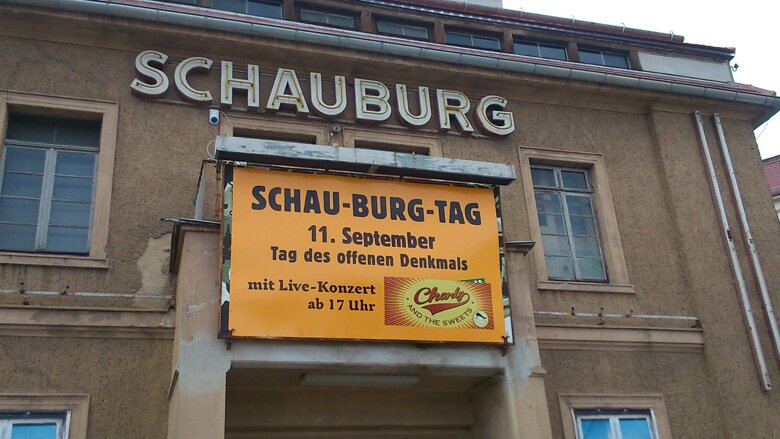 SCHAUBURG
SCHAU-BURG-TAG
11. September
Tag des offenen Denkmals
mit Live-Konzert
ab 17 Uhr
Charly
AND THE SWEETS